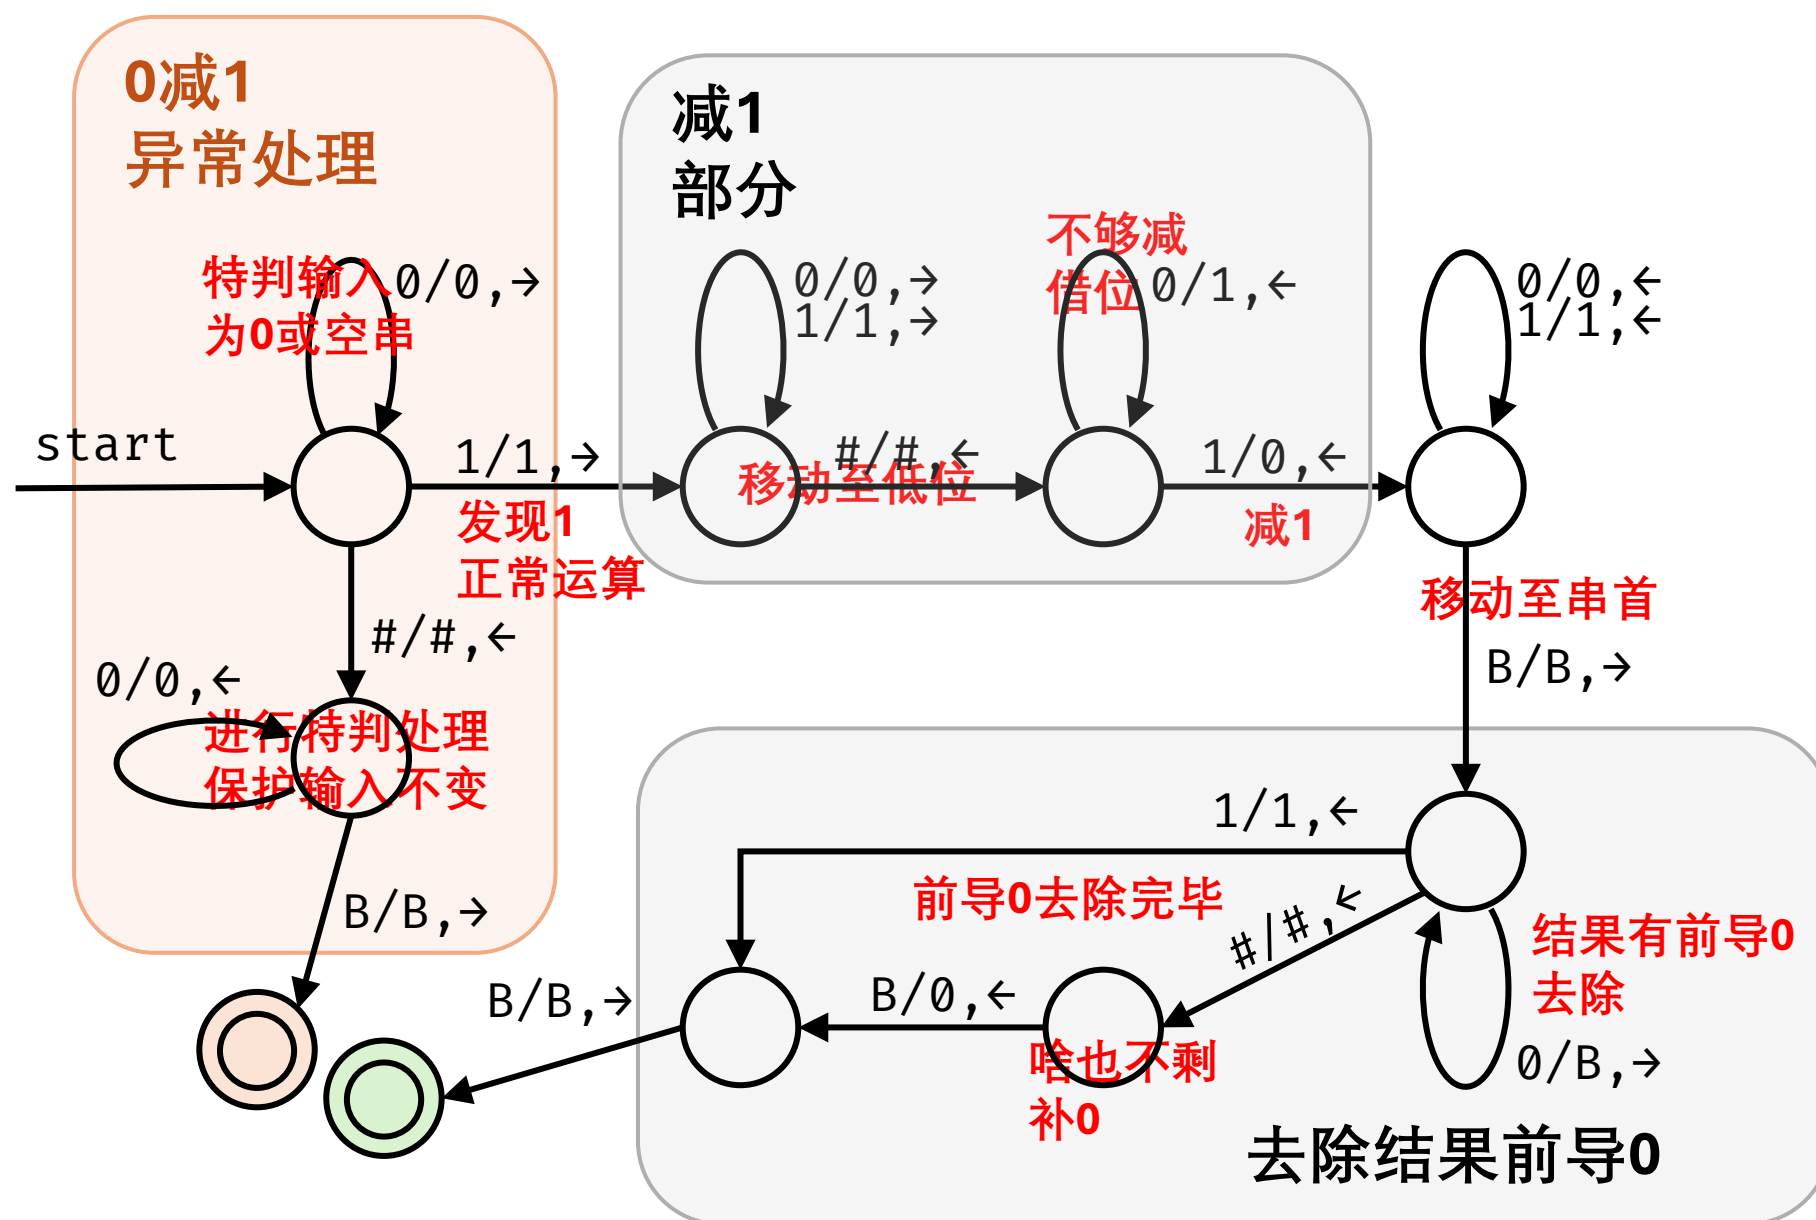 0减1
异常处理
减1
部分
特判输入
为0或空串
0/0,→
0/0,→
1/1,→
不够减
借位
0/1,←
0/0,←
1/1,←
start
1/1,→
发现1
正常运算
#/#,←
移动至低位
1/0,←
减1
#/#,←
移动至串首
B/B,→
0/0,←
进行特判处理
保护输入不变
B/B,→
1/1,←
前导0去除完毕
#/#,←
结果有前导0
去除
0/B,→
B/B,→
B/0,←
啥也不剩
补0
去除结果前导0